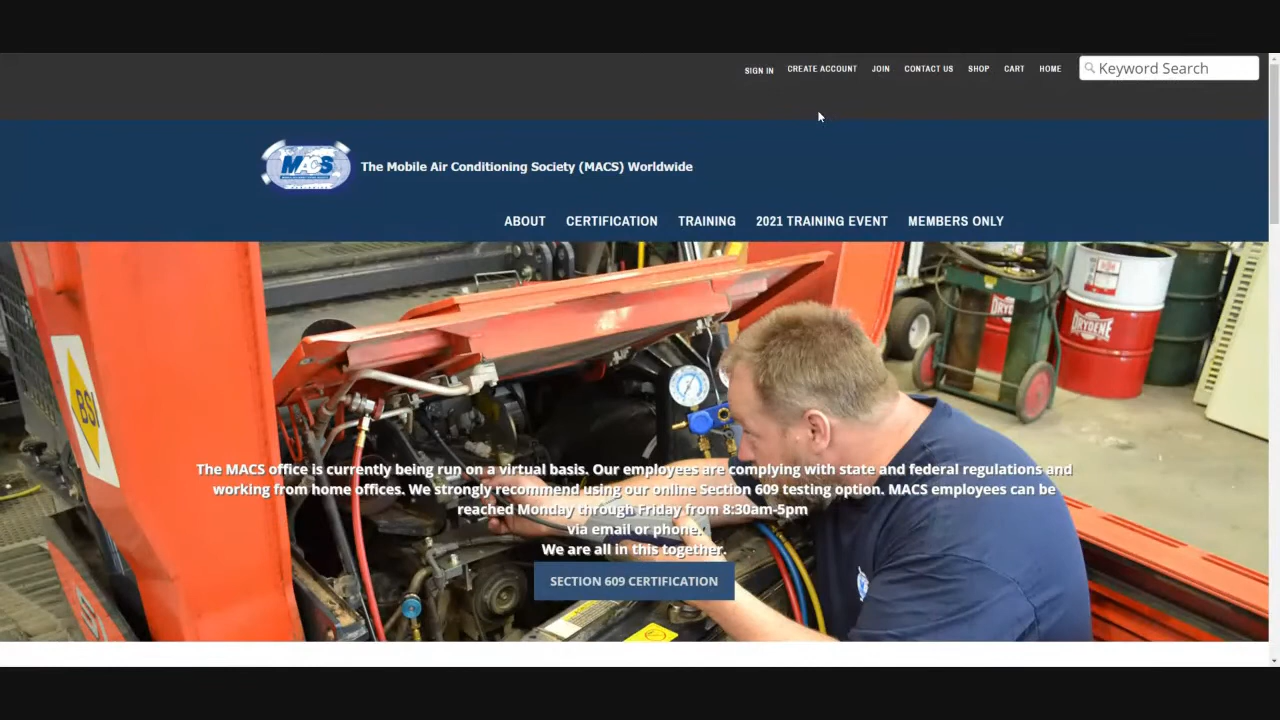 SIGN IN CREATE ACCOUNT JOIN CONTACT US SHOP CART HOME Keyword Search
MACS
The Mobile Air Conditioning Society (MACS) Worldwide
ABOUT CERTIFICATION TRAINING 2021 TRAINING EVENT MEMBERS ONLY
BSI
DRYDENE
DRYDENE
The MACS office is currently being run on a virtual basis. Our employees are complying with state and federal regulations and
working from home offices. We strongly recommend using our online Section 609 testing option. MACS employees can be
reached Monday through Friday from 8:30am-5pm
via email or phone.
We are all in this together.
SECTION 609 CERTIFICATION